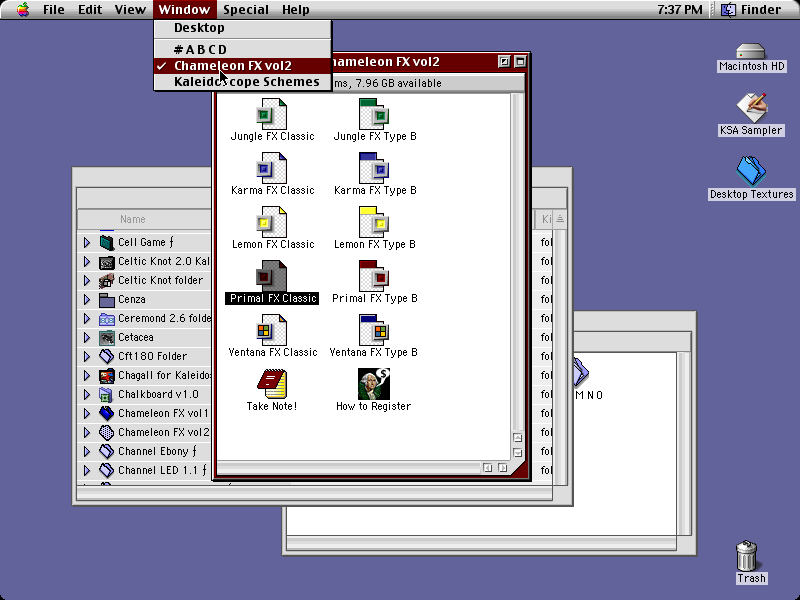 File Edit View Window Special Help 7:37 PM Finder
Desktop
# A B C D
✓ Chameleon FX vol2
Kaleidoscope Schemes
hameleon FX vol2
ms, 7.96 GB available
Jungle FX Classic Jungle FX Type B
Karma FX Classic Karma FX Type B
Lemon FX Classic Lemon FX Type B
Primal FX Classic Primal FX Type B
Ventana FX Classic Ventana FX Type B
Take Note! How to Register
Name Ki
Cell Game ƒ fol
Celtic Knot 2.0 Kal fol
Celtic Knot folder fol
Cenza fol
Ceremond 2.6 folde fol
Cetacea fol
Cft180 Folder fol
Chagall for Kaleido: fol
Chalkboard v1.0 fol
Chameleon FX vol1 fol
Chameleon FX vol2 fol
Channel Ebony ƒ fol
Channel LED 1.1 ƒ fol
M N O
Macintosh HD
KSA Sampler
Desktop Textures
Trash